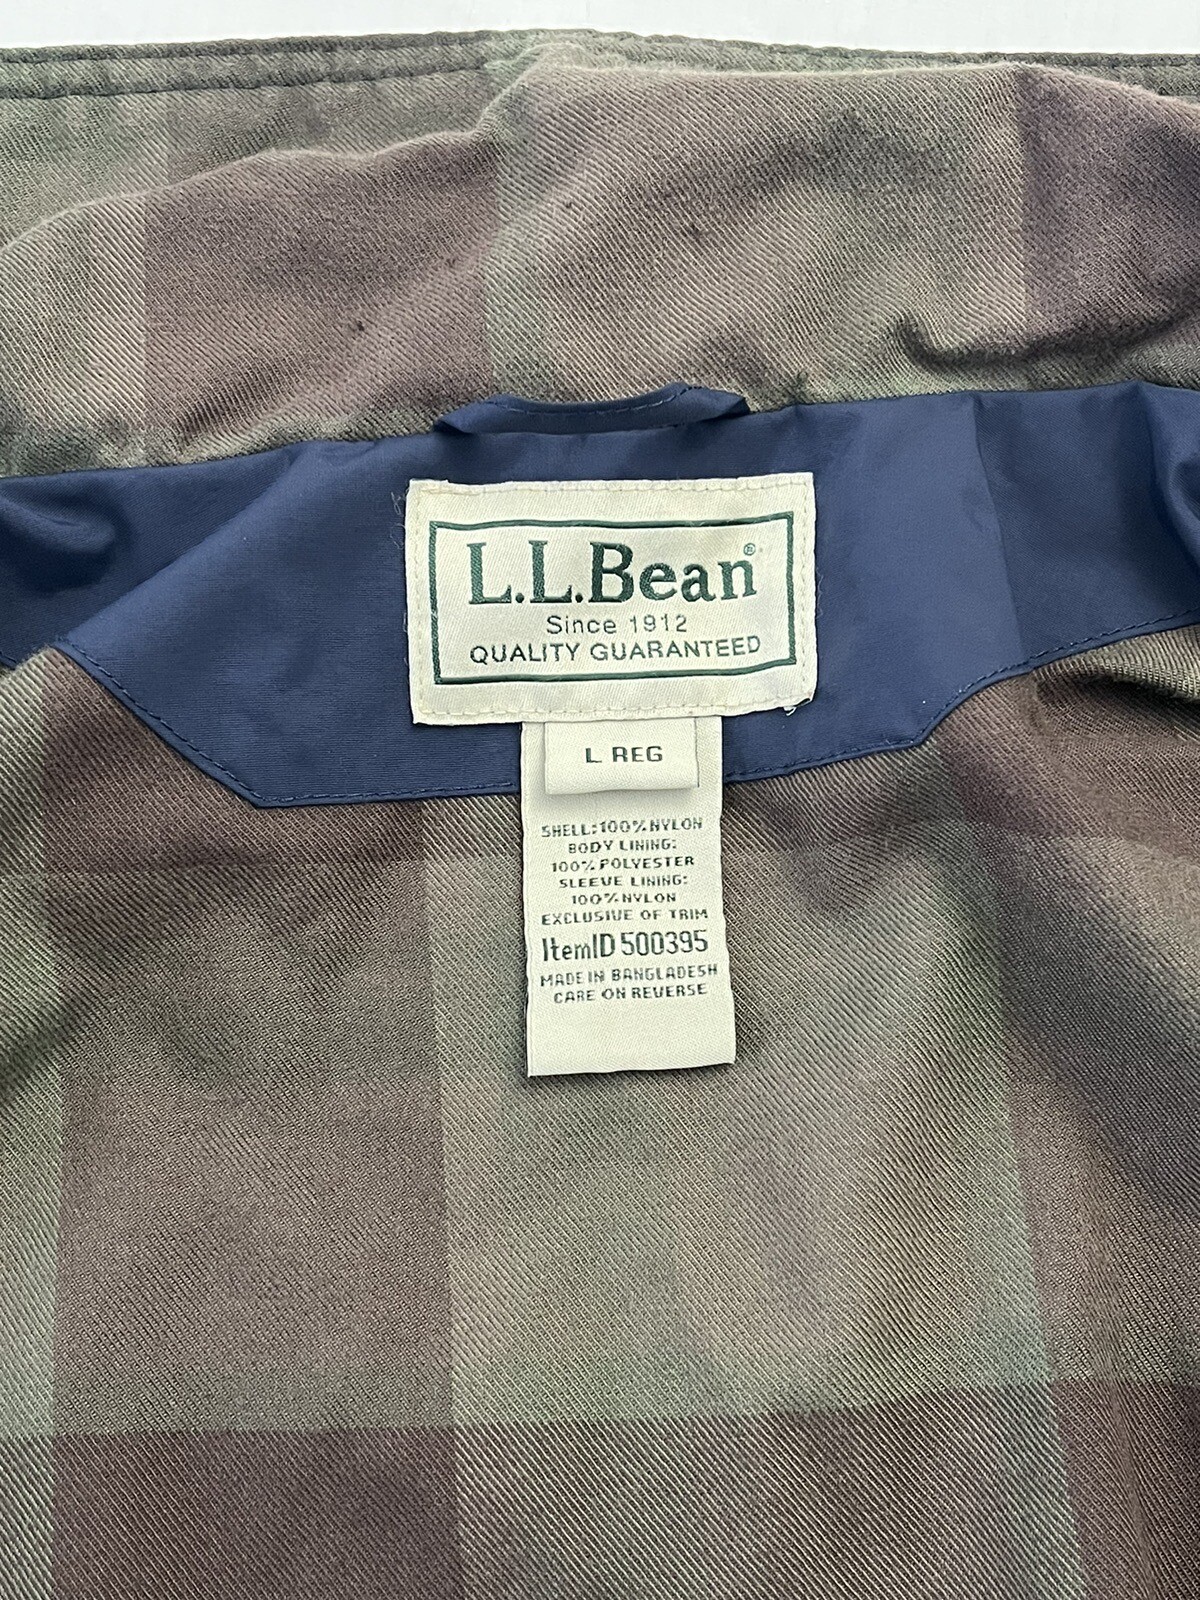 L.L.Bean®
Since 1912
QUALITY GUARANTEED
L REG
SHELL:100% NYLON
BODY LINING:
100% POLYESTER
SLEEVE LINING:
100% NYLON
EXCLUSIVE OF TRIM
ItemID 500395
MADE IN BANGLADESH
CARE ON REVERSE